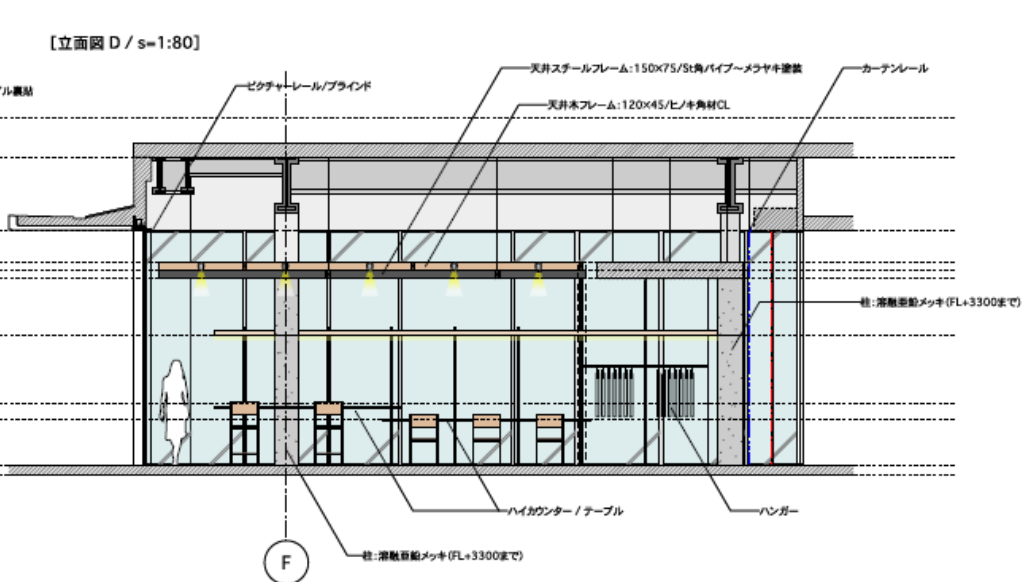 [立面図 D / s=1:80]
天井スチールフレーム:150×75/St角パイプ～メラヤキ塗装
カーテンレール
ル裏貼
ピクチャーレール/ブラインド
天井木フレーム:120×45/ヒノキ角材CL
柱:溶融亜鉛メッキ(FL+3300まで)
ハイカウンター / テーブル
ハンガー
柱:溶融亜鉛メッキ(FL+3300まで)
F